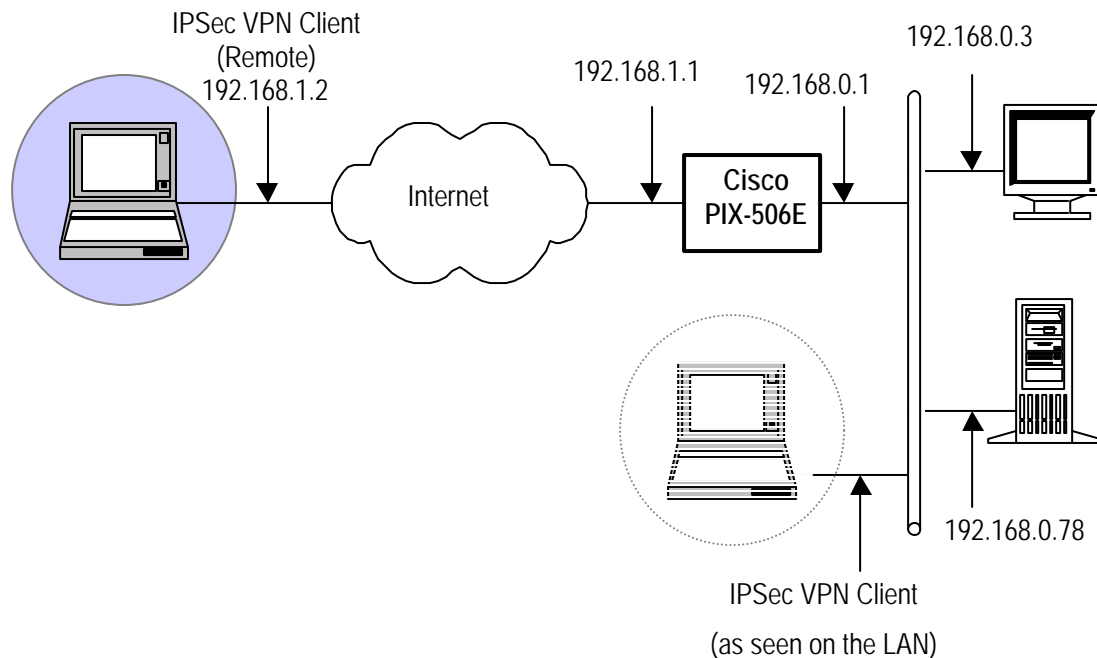 IPSec VPN Client
(Remote)
192.168.1.2
Internet
192.168.1.1
Cisco
PIX-506E
192.168.0.1
192.168.0.3
192.168.0.78
IPSec VPN Client
(as seen on the LAN)